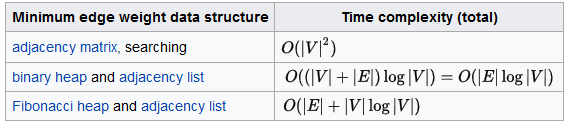 Minimum edge weight data structure Time complexity (total)
adjacency matrix, searching O(|V|²)
binary heap and adjacency list O((|V| + |E|) log |V|) = O(|E| log |V|)
Fibonacci heap and adjacency list O(|E| + |V| log |V|)